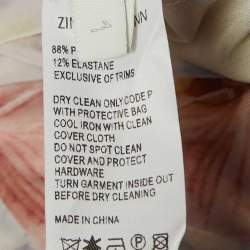 88% P
12% ELASTANE
EXCLUSIVE OF TRIMS
DRY CLEAN ONLY CODE P
WITH PROTECTIVE BAG
COOL IRON WITH CLEAN
COVER CLOTH
DO NOT SPOT CLEAN
COVER AND PROTECT
HARDWARE
TURN GARMENT INSIDE OUT
BEFORE DRY CLEANING
MADE IN CHINA